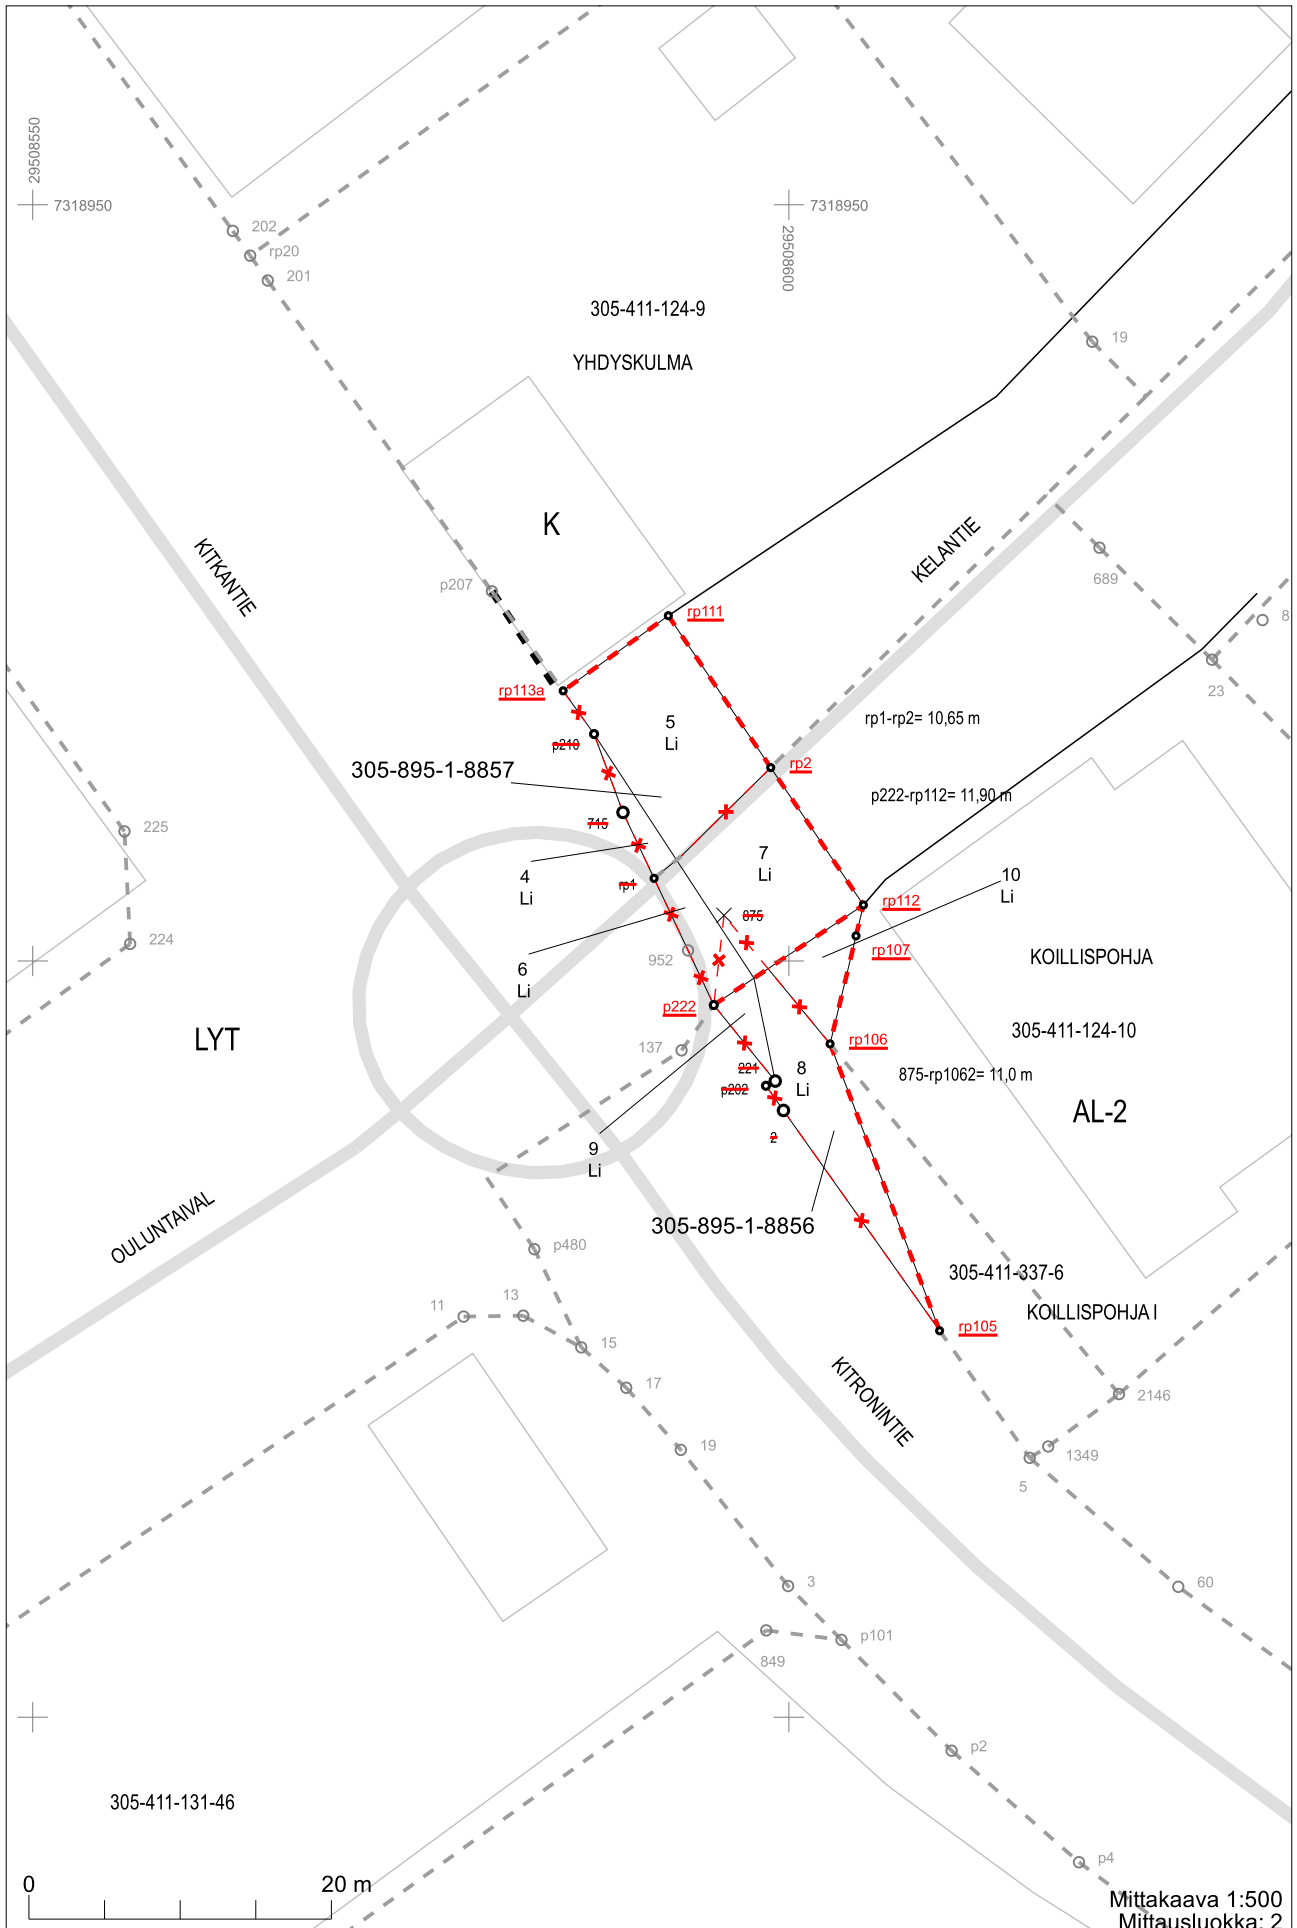 29508550
7318950
7318950
29508600
202
rp20
201
305-411-124-9
YHDYSKULMA
19
K
KITKANTIE
KELANTIE
p207
689
8
23
rp111
rp113a
5
Li
rp1-rp2= 10,65 m
p210
rp2
305-895-1-8857
p222-rp112= 11,90 m
715
225
7
Li
4
Li
rp1
10
Li
rp112
875
224
952
rp107
KOILLISPOHJA
6
Li
p222
LYT
305-411-124-10
137
rp106
221
8
Li
p202
875-rp1062= 11,0 m
AL-2
2
9
Li
OULUNTAIVAL
305-895-1-8856
p480
305-411-337-6
11
13
KOILLISPOHJA I
rp105
15
KITRONINTIE
17
2146
19
1349
5
3
60
p101
849
p2
305-411-131-46
p4
0
20 m
Mittakaava 1:500
Mittausluokka: 2